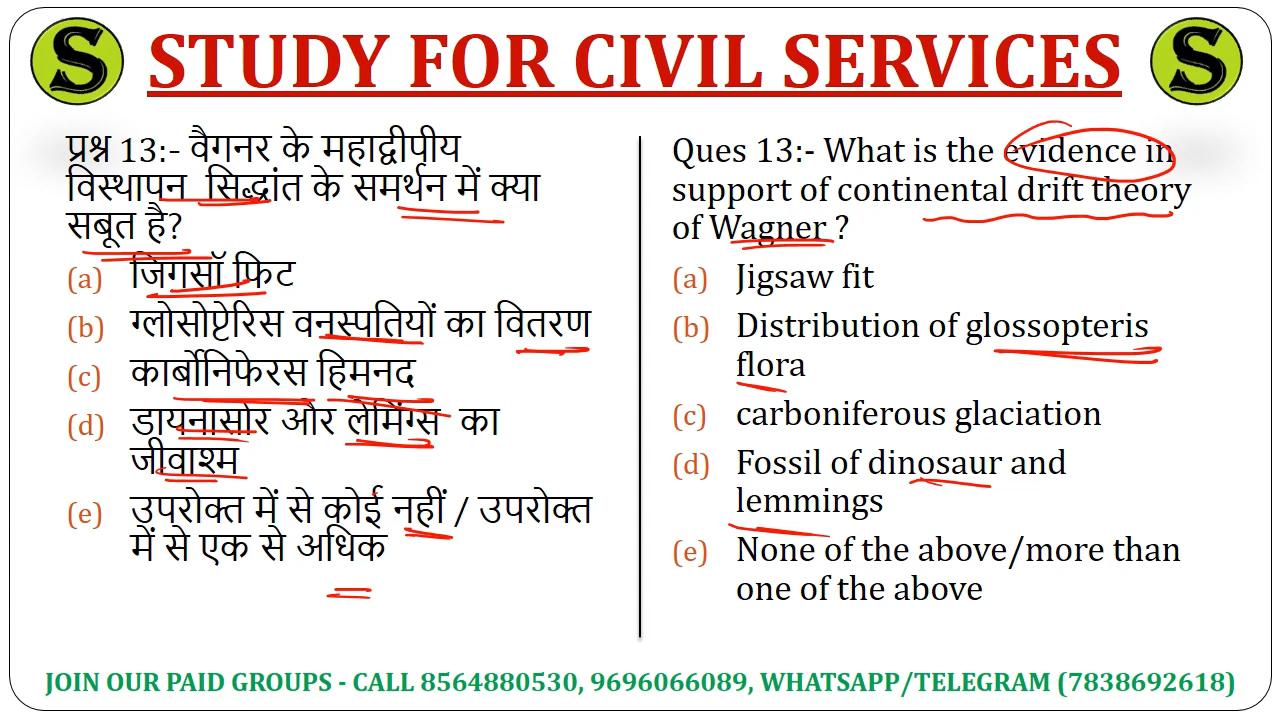 S STUDY FOR CIVIL SERVICES S
प्रश्न 13:- वैगनर के महाद्वीपीय
विस्थापन सिद्धांत के समर्थन में क्या
सबूत है?
(a) जिगसॉ फिट
(b) ग्लोसोप्टेरिस वनस्पतियों का वितरण
(c) कार्बोनिफेरस हिमनद
(d) डायनासोर और लेमिंग्स का
जीवाश्म
(e) उपरोक्त में से कोई नहीं / उपरोक्त
में से एक से अधिक
Ques 13:- What is the evidence in
support of continental drift theory
of Wagner ?
(a) Jigsaw fit
(b) Distribution of glossopteris
flora
(c) carboniferous glaciation
(d) Fossil of dinosaur and
lemmings
(e) None of the above/more than
one of the above
JOIN OUR PAID GROUPS - CALL 8564880530, 9696066089, WHATSAPP/TELEGRAM (7838692618)